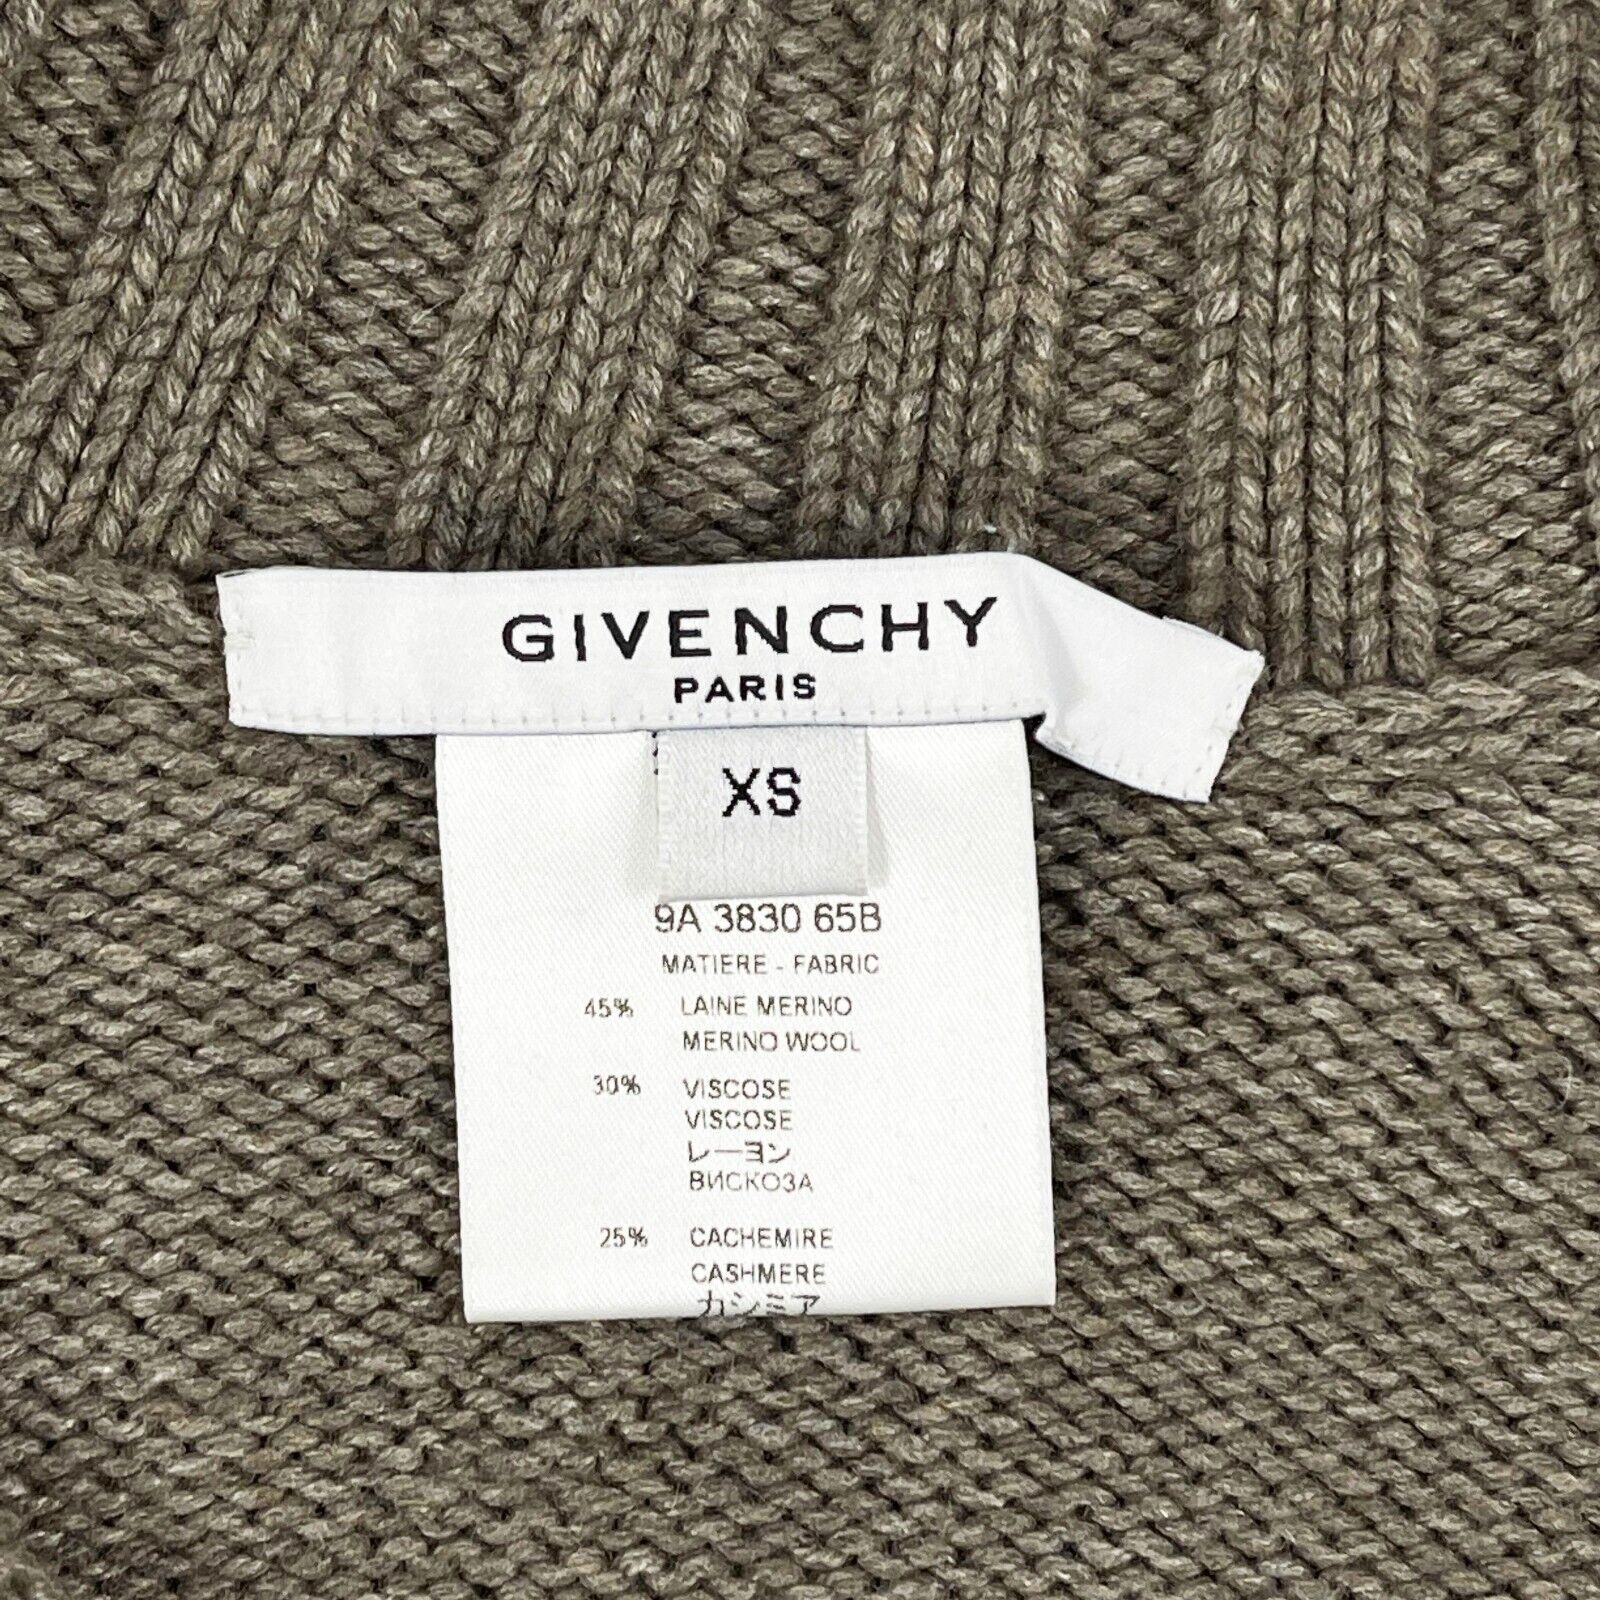 GIVENCHY
PARIS
XS
9A 3830 65B
MATIERE - FABRIC
45% LAINE MERINO
MERINO WOOL
30% VISCOSE
VISCOSE
レーヨン
ВИСКОЗА
25% CACHEMIRE
CASHMERE
カシミア